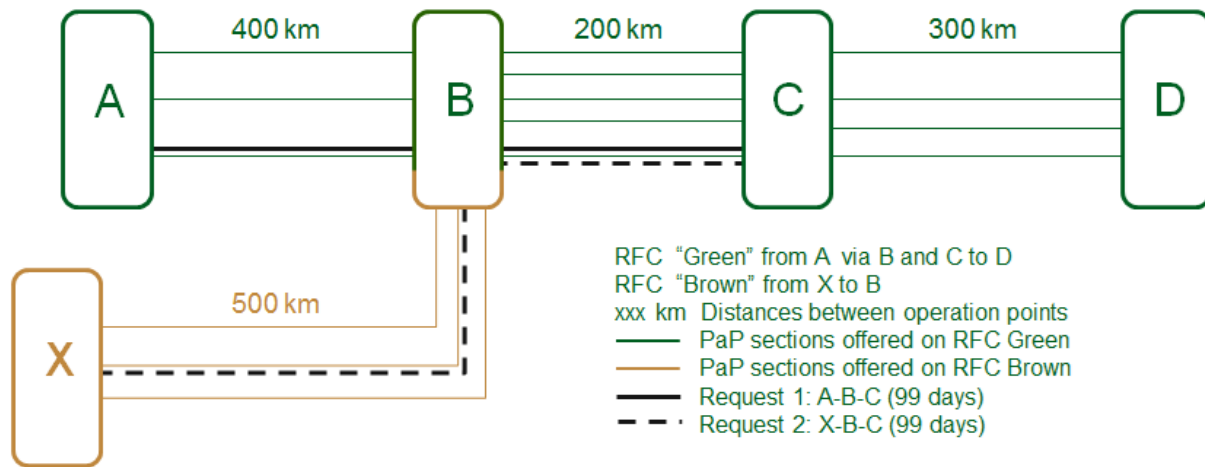 400 km
200 km
300 km
A
B
C
D
500 km
X
RFC “Green” from A via B and C to D
RFC “Brown” from X to B
xxx km Distances between operation points
PaP sections offered on RFC Green
PaP sections offered on RFC Brown
Request 1: A-B-C (99 days)
Request 2: X-B-C (99 days)